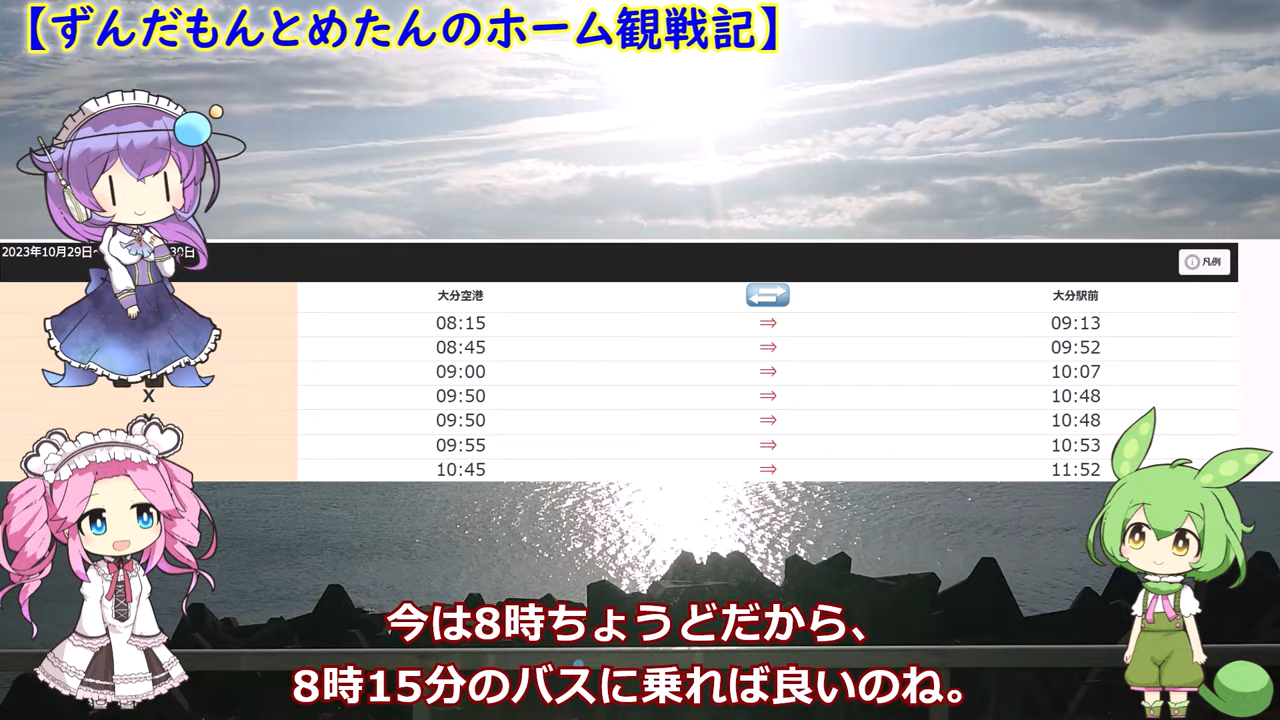 【ずんだもんとめたんのホーム観戦記】
2023年10月29日~
30日
凡例
大分空港 大分駅前
08:15 ⇒ 09:13
08:45 ⇒ 09:52
09:00 ⇒ 10:07
X 09:50 ⇒ 10:48
09:50 ⇒ 10:48
09:55 ⇒ 10:53
10:45 ⇒ 11:52
今は8時ちょうどだから、
8時15分のバスに乗れば良いのね。